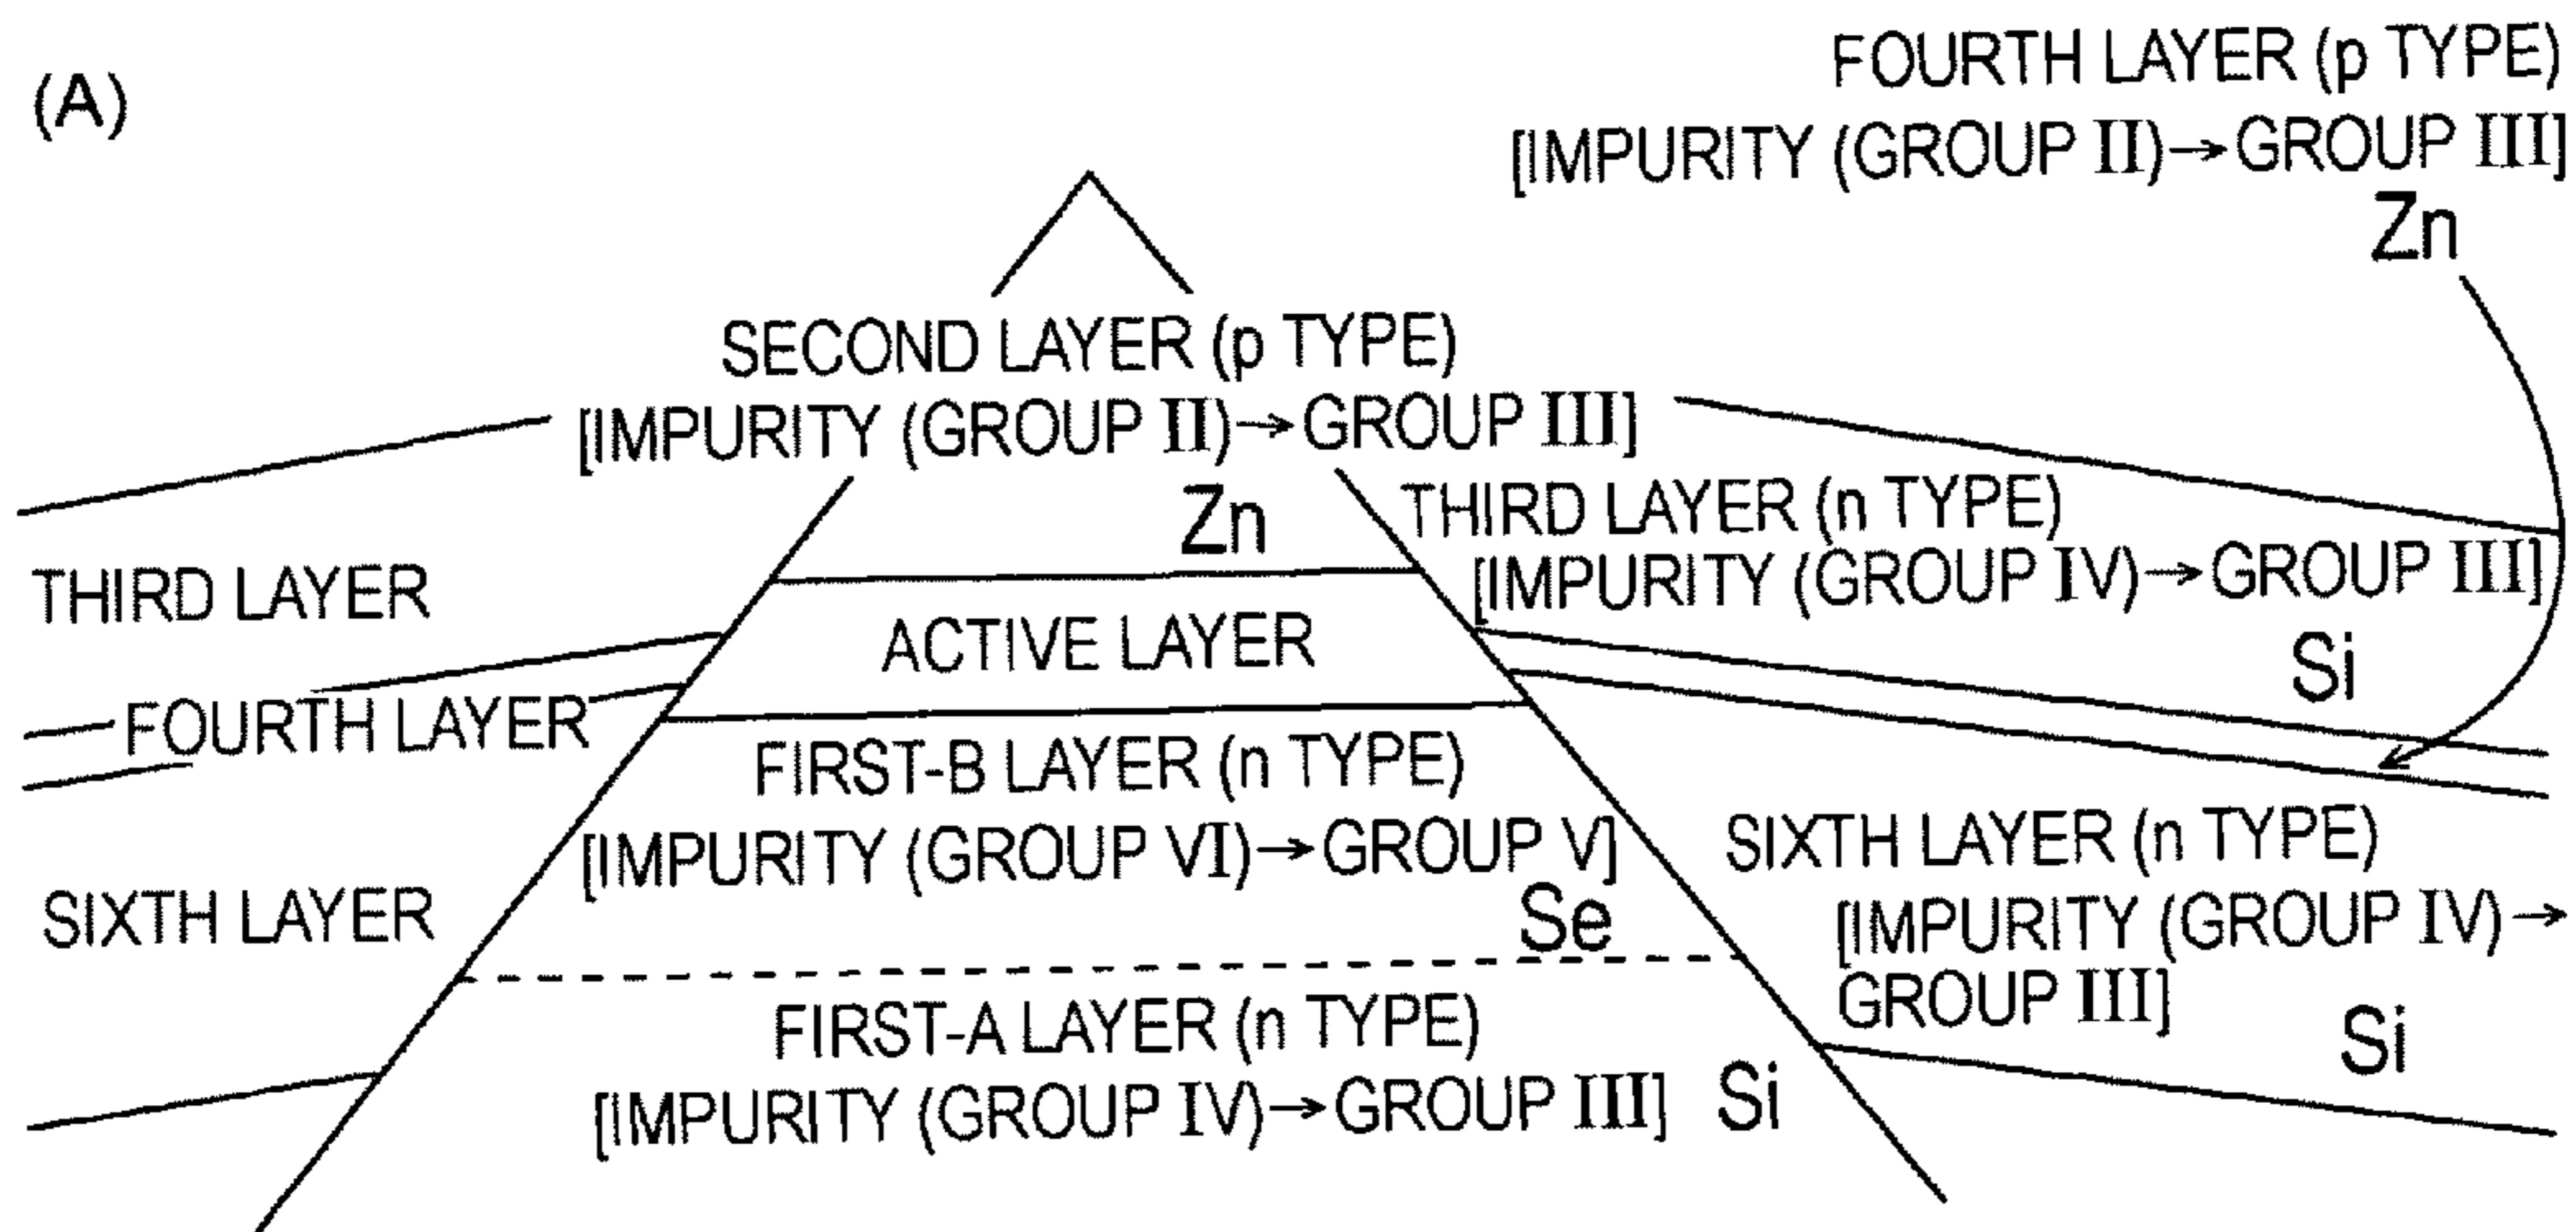 (A)
FOURTH LAYER (p TYPE)
[IMPURITY (GROUP II)→GROUP III]
Zn
SECOND LAYER (p TYPE)
[IMPURITY (GROUP II)→GROUP III]
Zn
THIRD LAYER (n TYPE)
[IMPURITY (GROUP IV)→GROUP III]
Si
THIRD LAYER
ACTIVE LAYER
FOURTH LAYER
FIRST-B LAYER (n TYPE)
[IMPURITY (GROUP VI)→GROUP V]
Se
SIXTH LAYER (n TYPE)
[IMPURITY (GROUP IV)→
GROUP III]
Si
SIXTH LAYER
FIRST-A LAYER (n TYPE)
[IMPURITY (GROUP IV)→GROUP III]
Si